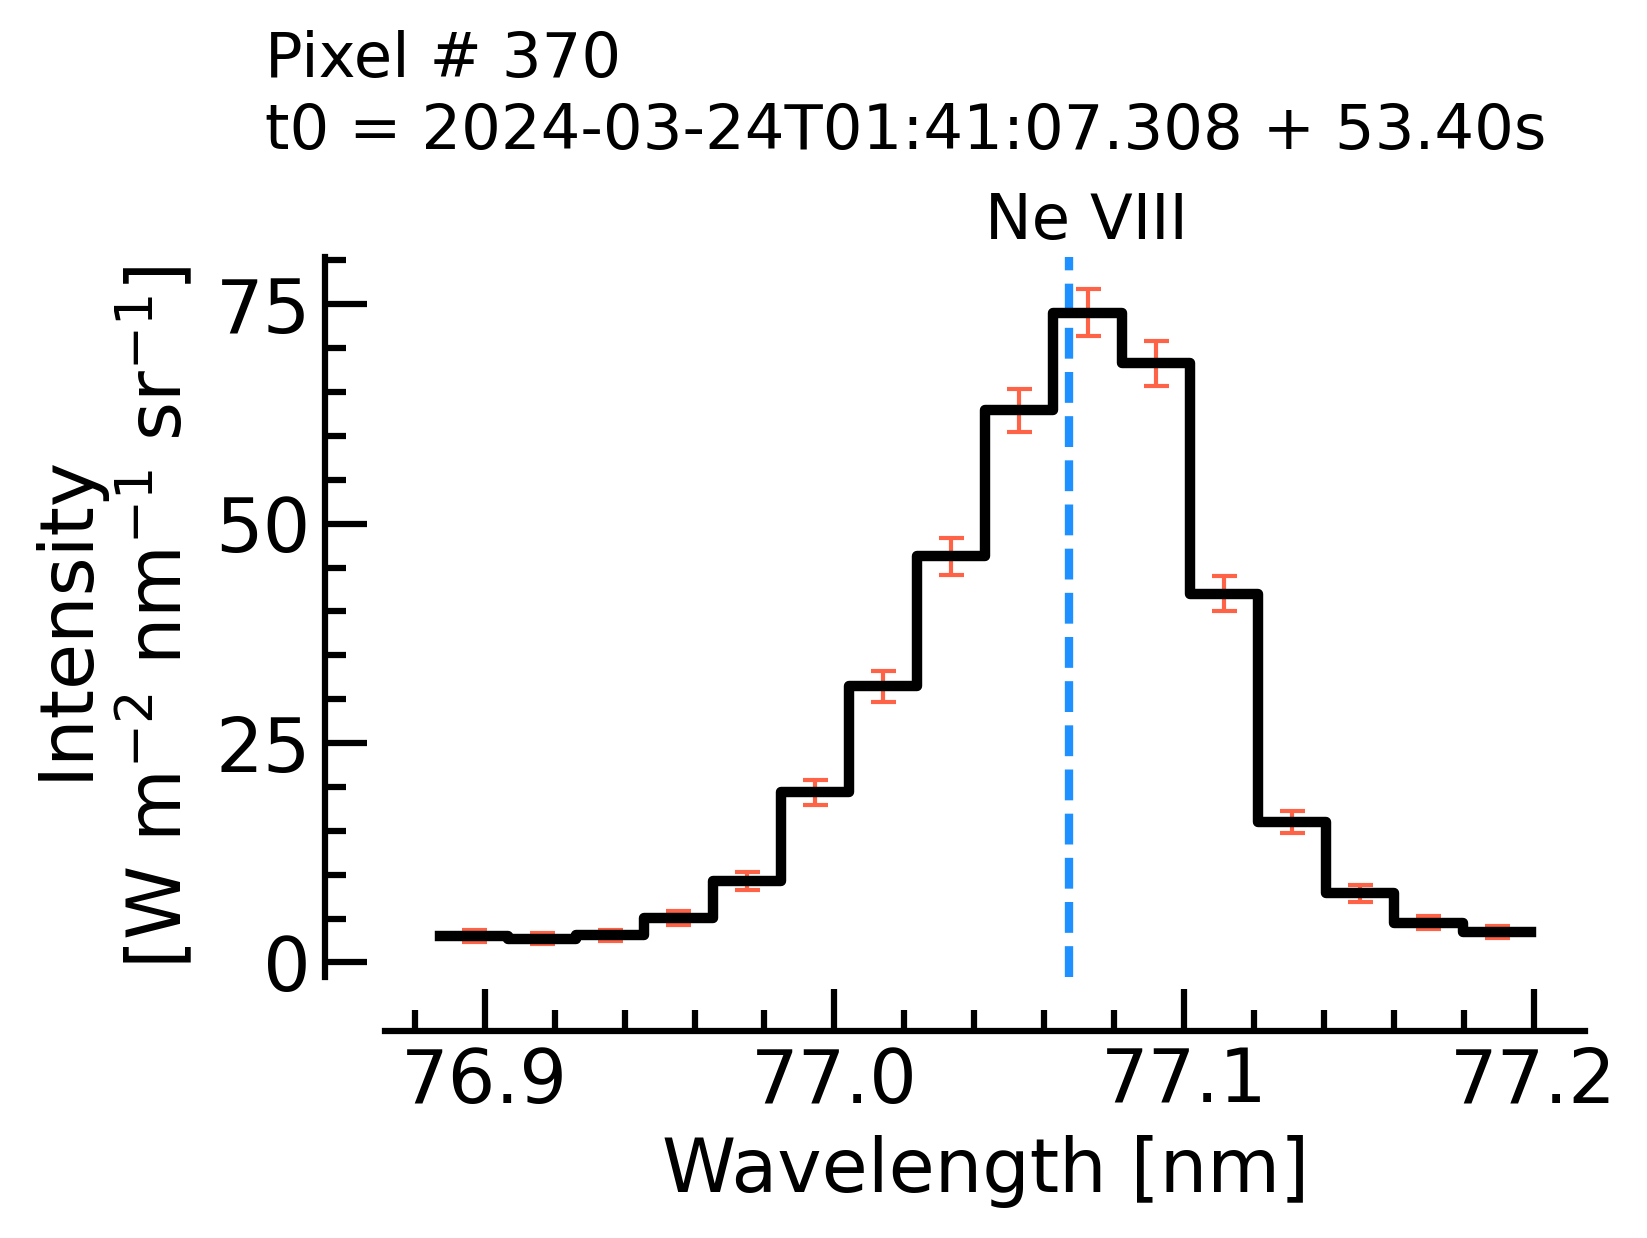 Pixel # 370
t0 = 2024-03-24T01:41:07.308 + 53.40s
Ne VIII
Intensity
[W m⁻² nm⁻¹ sr⁻¹]
75
50
25
0
76.9 77.0 77.1 77.2
Wavelength [nm]